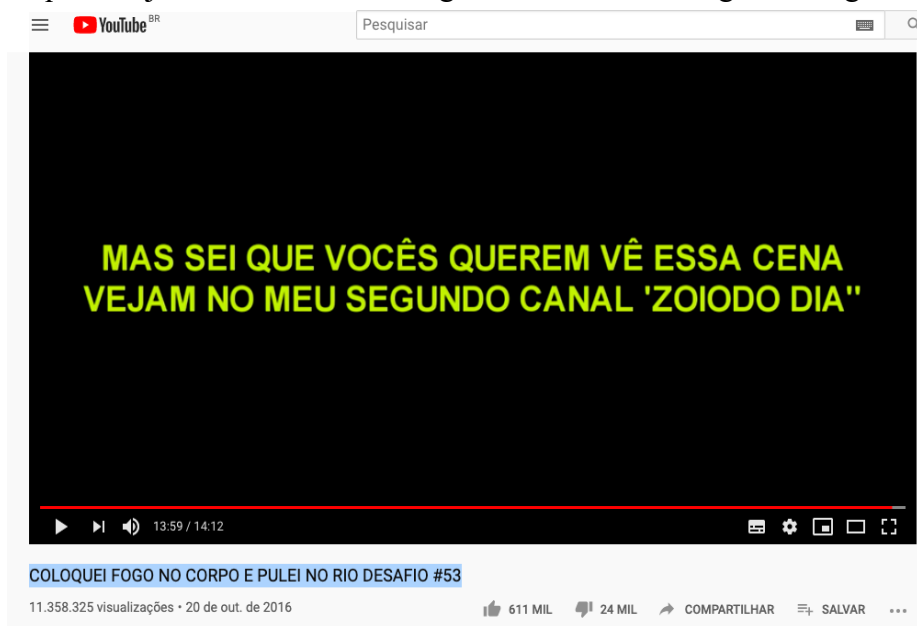 YouTube BR
Pesquisar
MAS SEI QUE VOCÊS QUEREM VÊ ESSA CENA
VEJAM NO MEU SEGUNDO CANAL 'ZOIODO DIA''
13:59 / 14:12
COLOQUEI FOGO NO CORPO E PULEI NO RIO DESAFIO #53
11.358.325 visualizações • 20 de out. de 2016
611 MIL 24 MIL COMPARTILHAR SALVAR